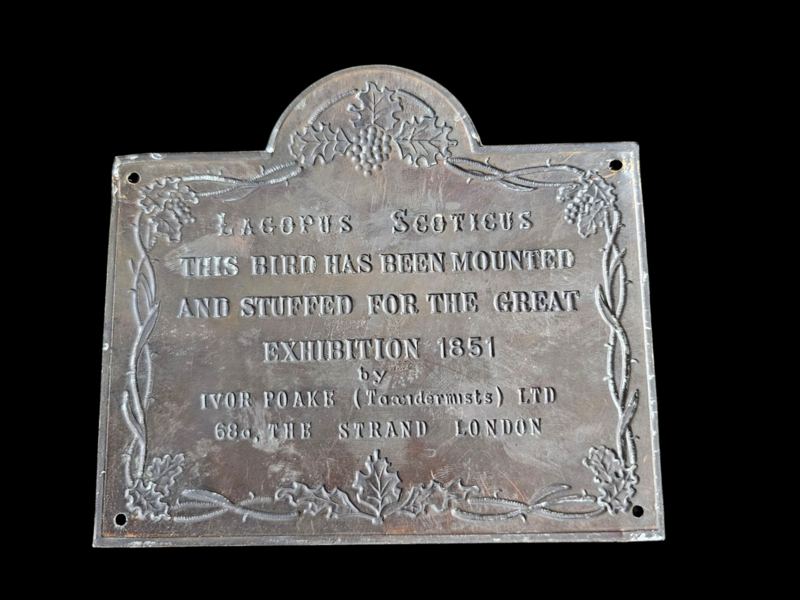 LAGOPUS SCOTICUS
THIS BIRD HAS BEEN MOUNTED
AND STUFFED FOR THE GREAT
EXHIBITION 1851
by
IVOR POAKE (Taxidermists) LTD
68a, THE STRAND LONDON